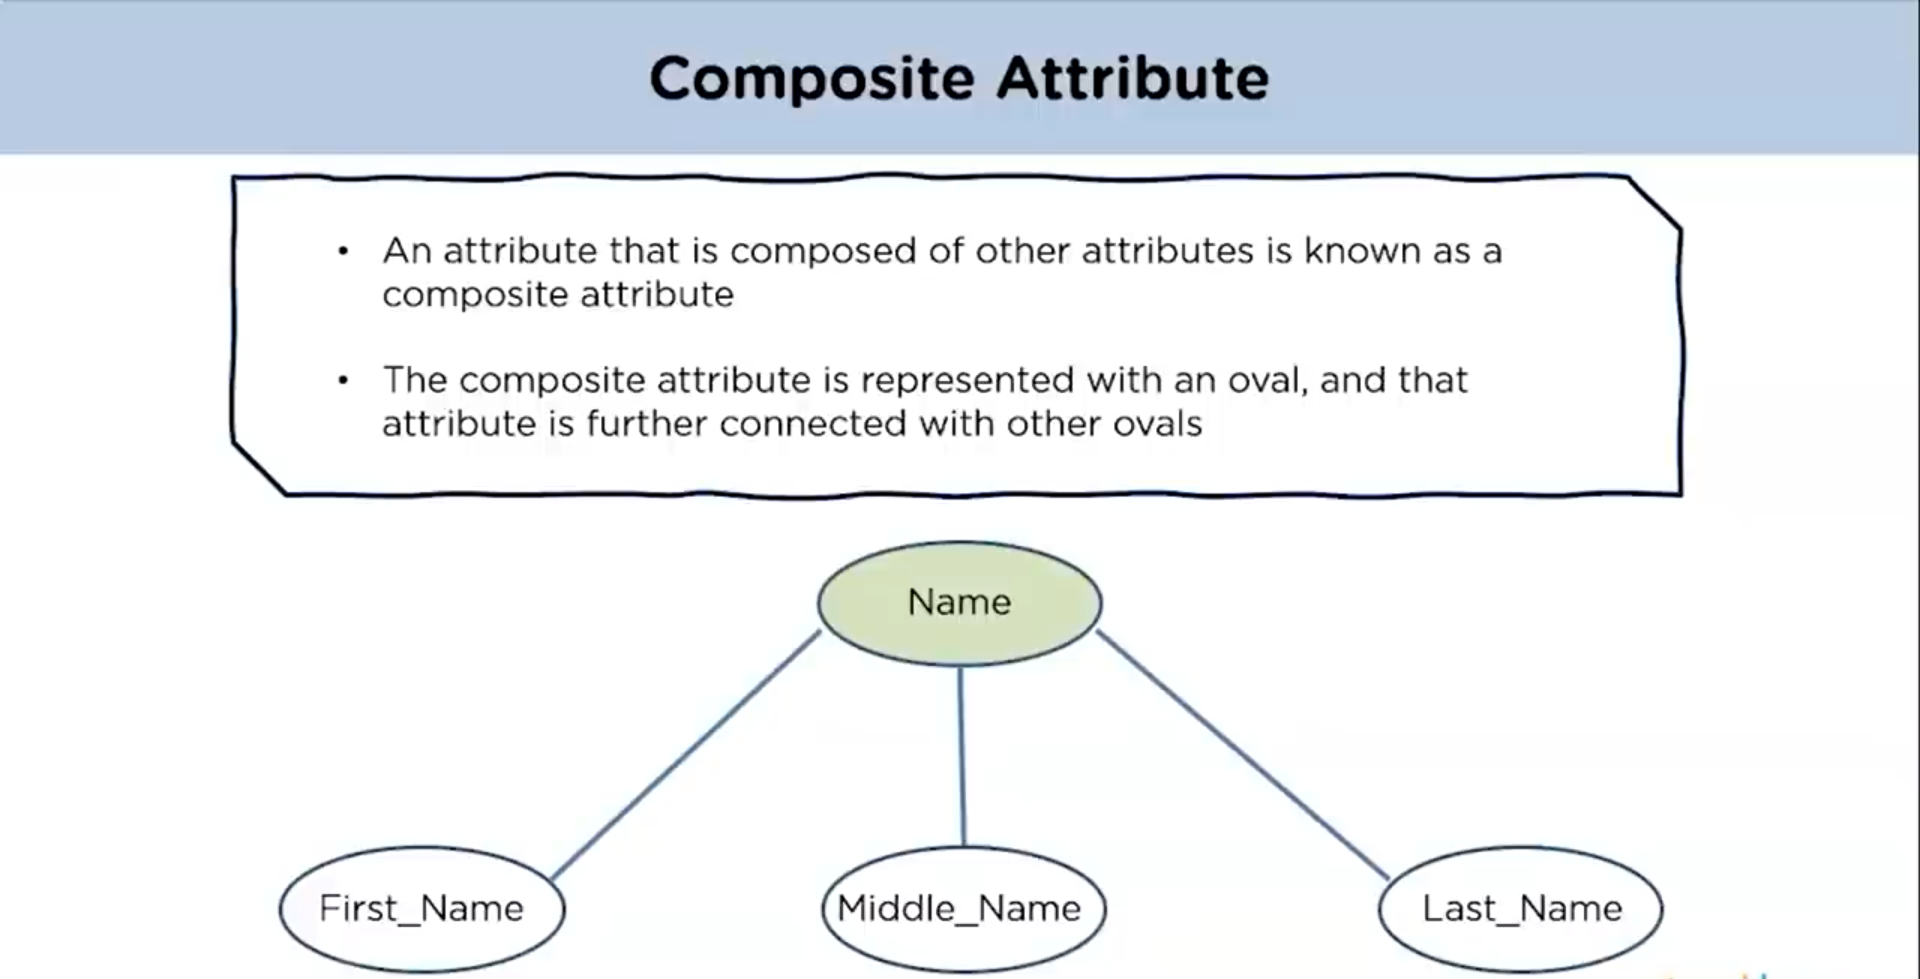 Composite Attribute
• An attribute that is composed of other attributes is known as a
composite attribute
• The composite attribute is represented with an oval, and that
attribute is further connected with other ovals
Name
First_Name
Middle_Name
Last_Name